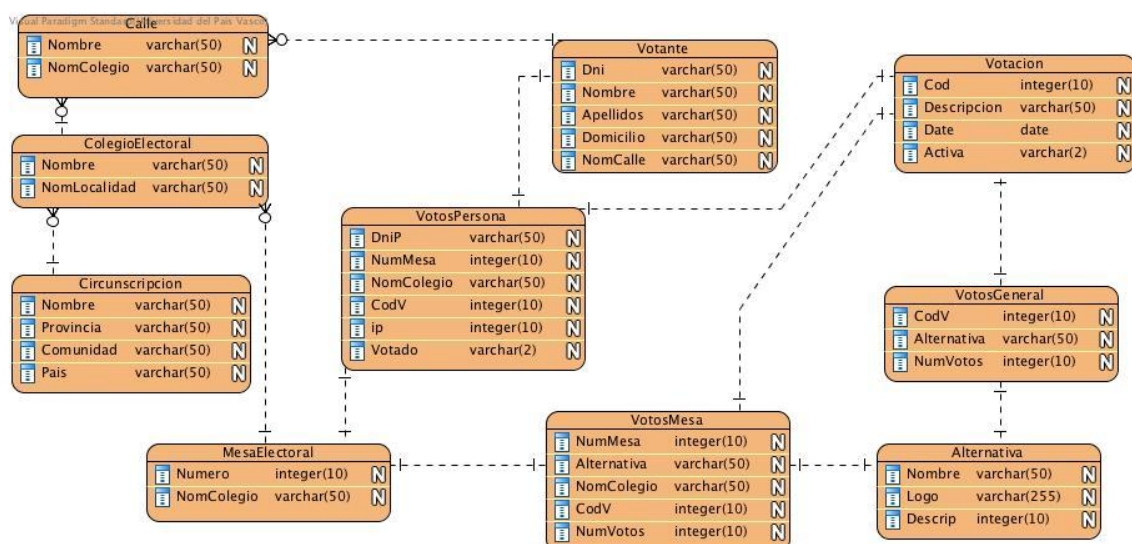 Visual Paradigm Standard Universidad del Pais Vasco
Calle
Nombre varchar(50) N
NomColegio varchar(50) N
Votante
Dni varchar(50) N
Nombre varchar(50) N
Apellidos varchar(50) N
Domicilio varchar(50) N
NomCalle varchar(50) N
Votacion
Cod integer(10) N
Descripcion varchar(50) N
Date date N
Activa varchar(2) N
ColegioElectoral
Nombre varchar(50) N
NomLocalidad varchar(50) N
VotosPersona
DniP varchar(50) N
NumMesa integer(10) N
NomColegio varchar(50) N
CodV integer(10) N
ip integer(10) N
Votado varchar(2) N
Circunscripcion
Nombre varchar(50) N
Provincia varchar(50) N
Comunidad varchar(50) N
Pais varchar(50) N
VotosGeneral
CodV integer(10) N
Alternativa varchar(50) N
NumVotos integer(10) N
MesaElectoral
Numero integer(10) N
NomColegio varchar(50) N
VotosMesa
NumMesa integer(10) N
Alternativa varchar(50) N
NomColegio varchar(50) N
CodV integer(10) N
NumVotos integer(10) N
Alternativa
Nombre varchar(50) N
Logo varchar(255) N
Descrip integer(10) N